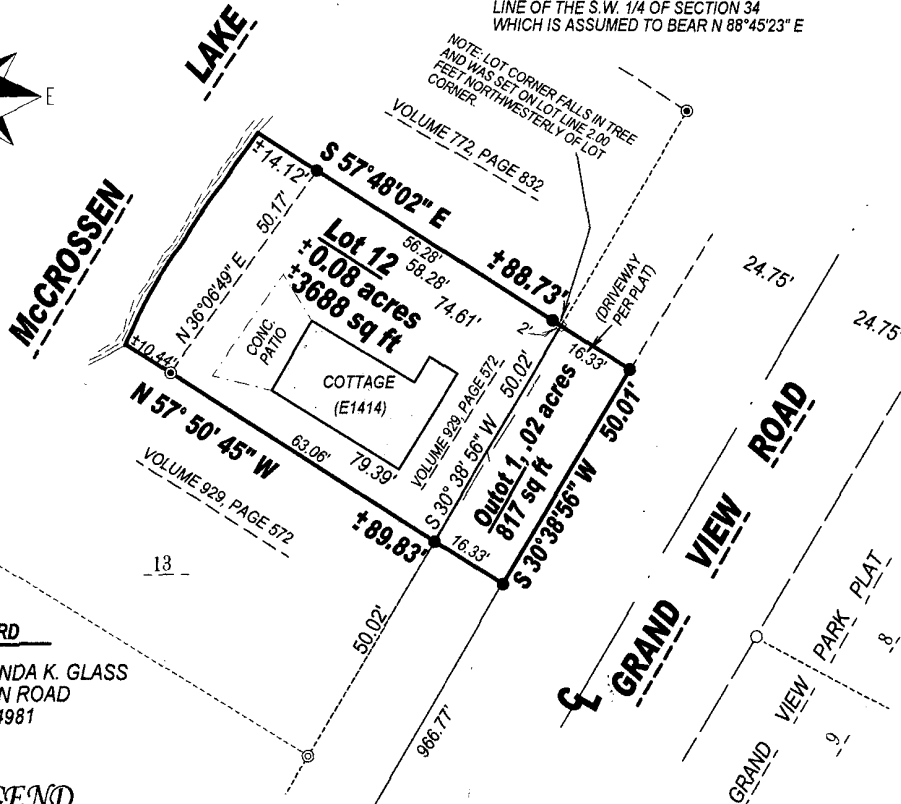 LINE OF THE S.W. 1/4 OF SECTION 34
WHICH IS ASSUMED TO BEAR N 88°45'23" E
LAKE
McCROSSEN
E
NOTE: LOT CORNER FALLS IN TREE
AND WAS SET ON LOT LINE 2.00
FEET NORTHWESTERLY OF LOT
CORNER.
VOLUME 772, PAGE 832
±14.12'
S 57°48'02" E
±88.73'
50.17'
N 36°06'49" E
56.28'
58.28'
74.61'
Lot 12
±0.08 acres
±3688 sq ft
2'
16.33'
(DRIVEWAY
PER PLAT)
24.75'
24.75
CONC.
PATIO
COTTAGE
(E1414)
±10.44'
N 57° 50' 45" W
±89.83'
63.06'
79.39'
VOLUME 929, PAGE 572
VOLUME 929, PAGE 572
S 30° 38' 56" W
50.02'
Outot 1, .02 acres
817 sq ft
S 30°38'56" W
50.01'
16.33'
13
50.02'
966.77'
CL GRAND VIEW ROAD
GRAND VIEW PARK PLAT
8
9
RD
NDA K. GLASS
N ROAD
4981
GEND